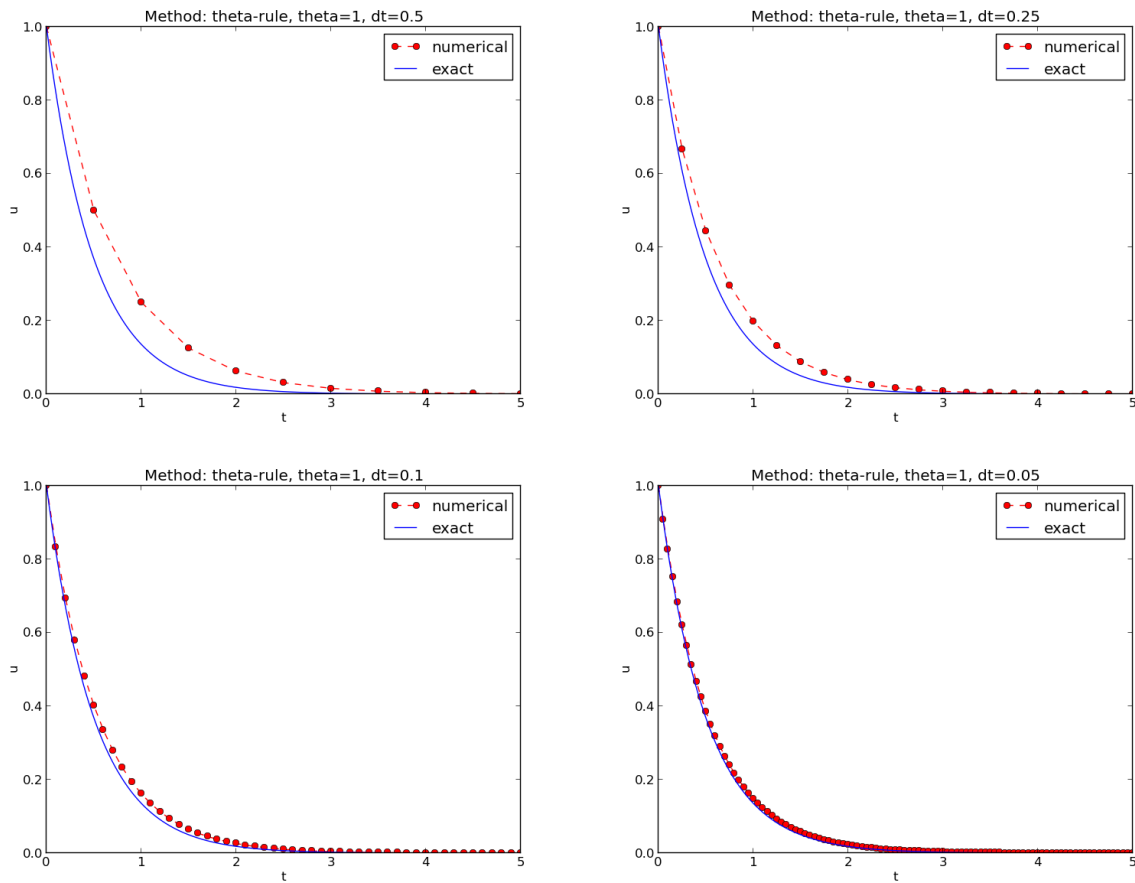 Method: theta-rule, theta=1, dt=0.5
1.0
0.8
0.6
0.4
0.2
0.0
u
numerical
exact
0 1 2 3 4 5
t
Method: theta-rule, theta=1, dt=0.25
1.0
0.8
0.6
0.4
0.2
0.0
u
numerical
exact
0 1 2 3 4 5
t
Method: theta-rule, theta=1, dt=0.1
1.0
0.8
0.6
0.4
0.2
0.0
u
numerical
exact
0 1 2 3 4 5
t
Method: theta-rule, theta=1, dt=0.05
1.0
0.8
0.6
0.4
0.2
0.0
u
numerical
exact
0 1 2 3 4 5
t